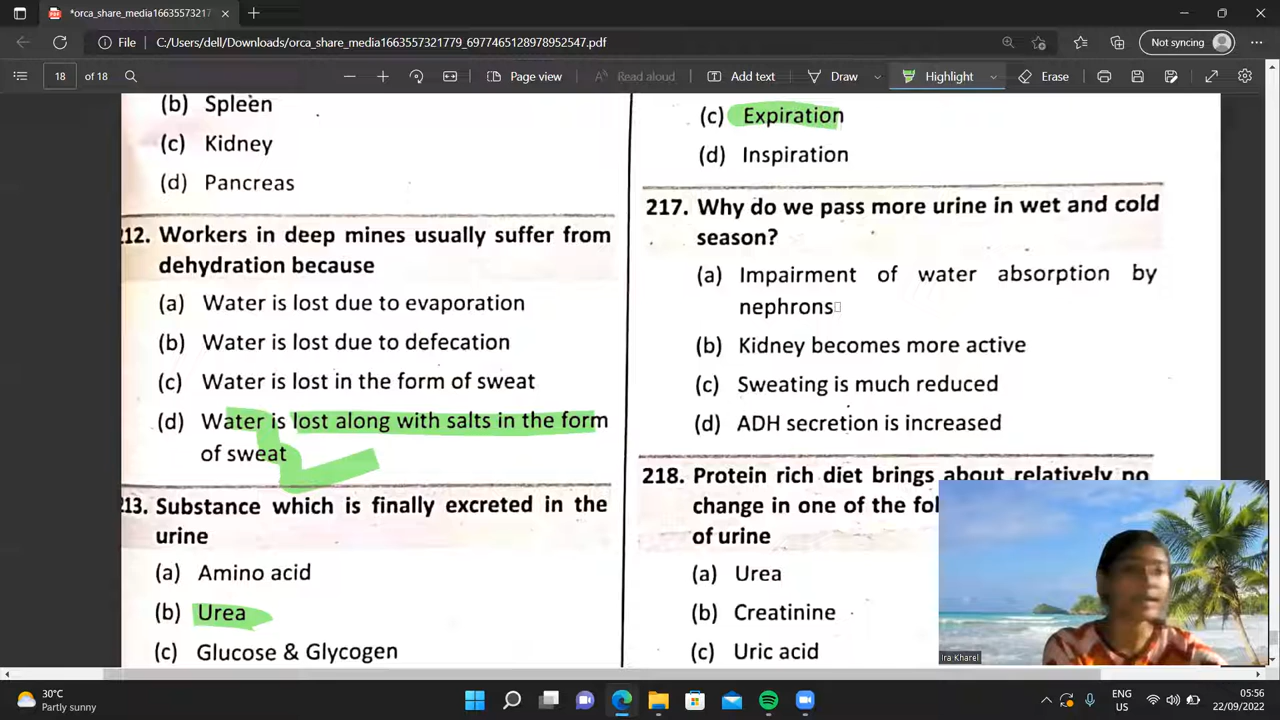 *orca_share_media16635573217
File
C:/Users/dell/Downloads/orca_share_media1663557321779_6977465128978952547.pdf
Not syncing
18 of 18
Page view
Read aloud
Add text
Draw
Highlight
Erase
(b) Spleen
(c) Kidney
(d) Pancreas
212. Workers in deep mines usually suffer from
dehydration because
(a) Water is lost due to evaporation
(b) Water is lost due to defecation
(c) Water is lost in the form of sweat
(d) Water is lost along with salts in the form
of sweat
213. Substance which is finally excreted in the
urine
(a) Amino acid
(b) Urea
(c) Glucose & Glycogen
(c) Expiration
(d) Inspiration
217. Why do we pass more urine in wet and cold
season?
(a) Impairment of water absorption by
nephrons
(b) Kidney becomes more active
(c) Sweating is much reduced
(d) ADH secretion is increased
218. Protein rich diet brings about relatively no
change in one of the
of urine
(a) Urea
(b) Creatinine
(c) Uric acid
Ira Kharel
30°C
Partly sunny
ENG
US
05:56
22/09/2022